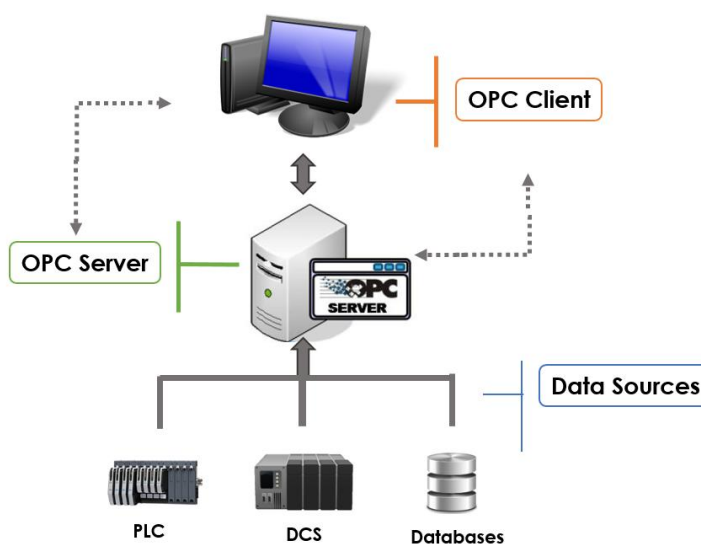 OPC Client
OPC Server
OPC
SERVER
Data Sources
PLC
DCS
Databases